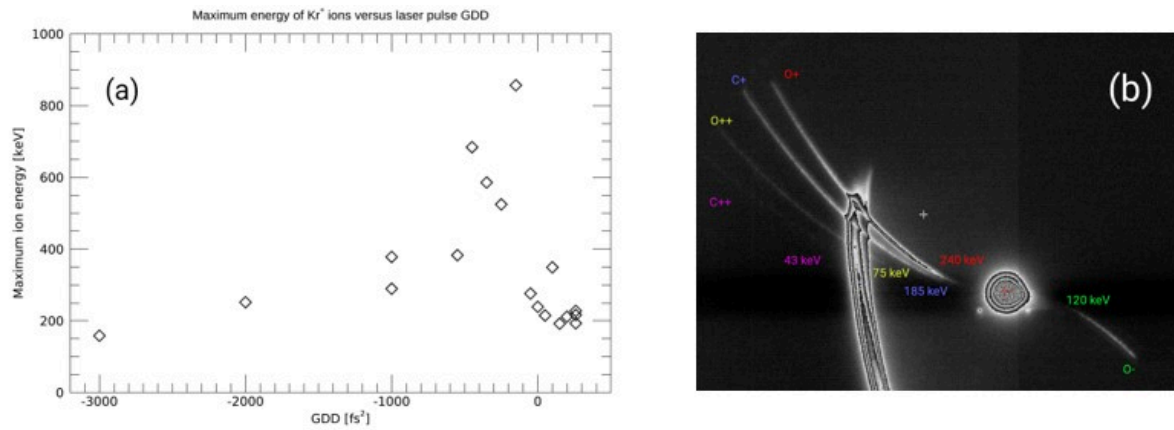 Maximum energy of Kr⁺ ions versus laser pulse GDD
(a)
Maximum ion energy [keV]
1000
800
600
400
200
0
-3000
-2000
-1000
0
GDD [fs²]
(b)
C+
O+
O++
C++
43 keV
75 keV
240 keV
185 keV
120 keV
O-